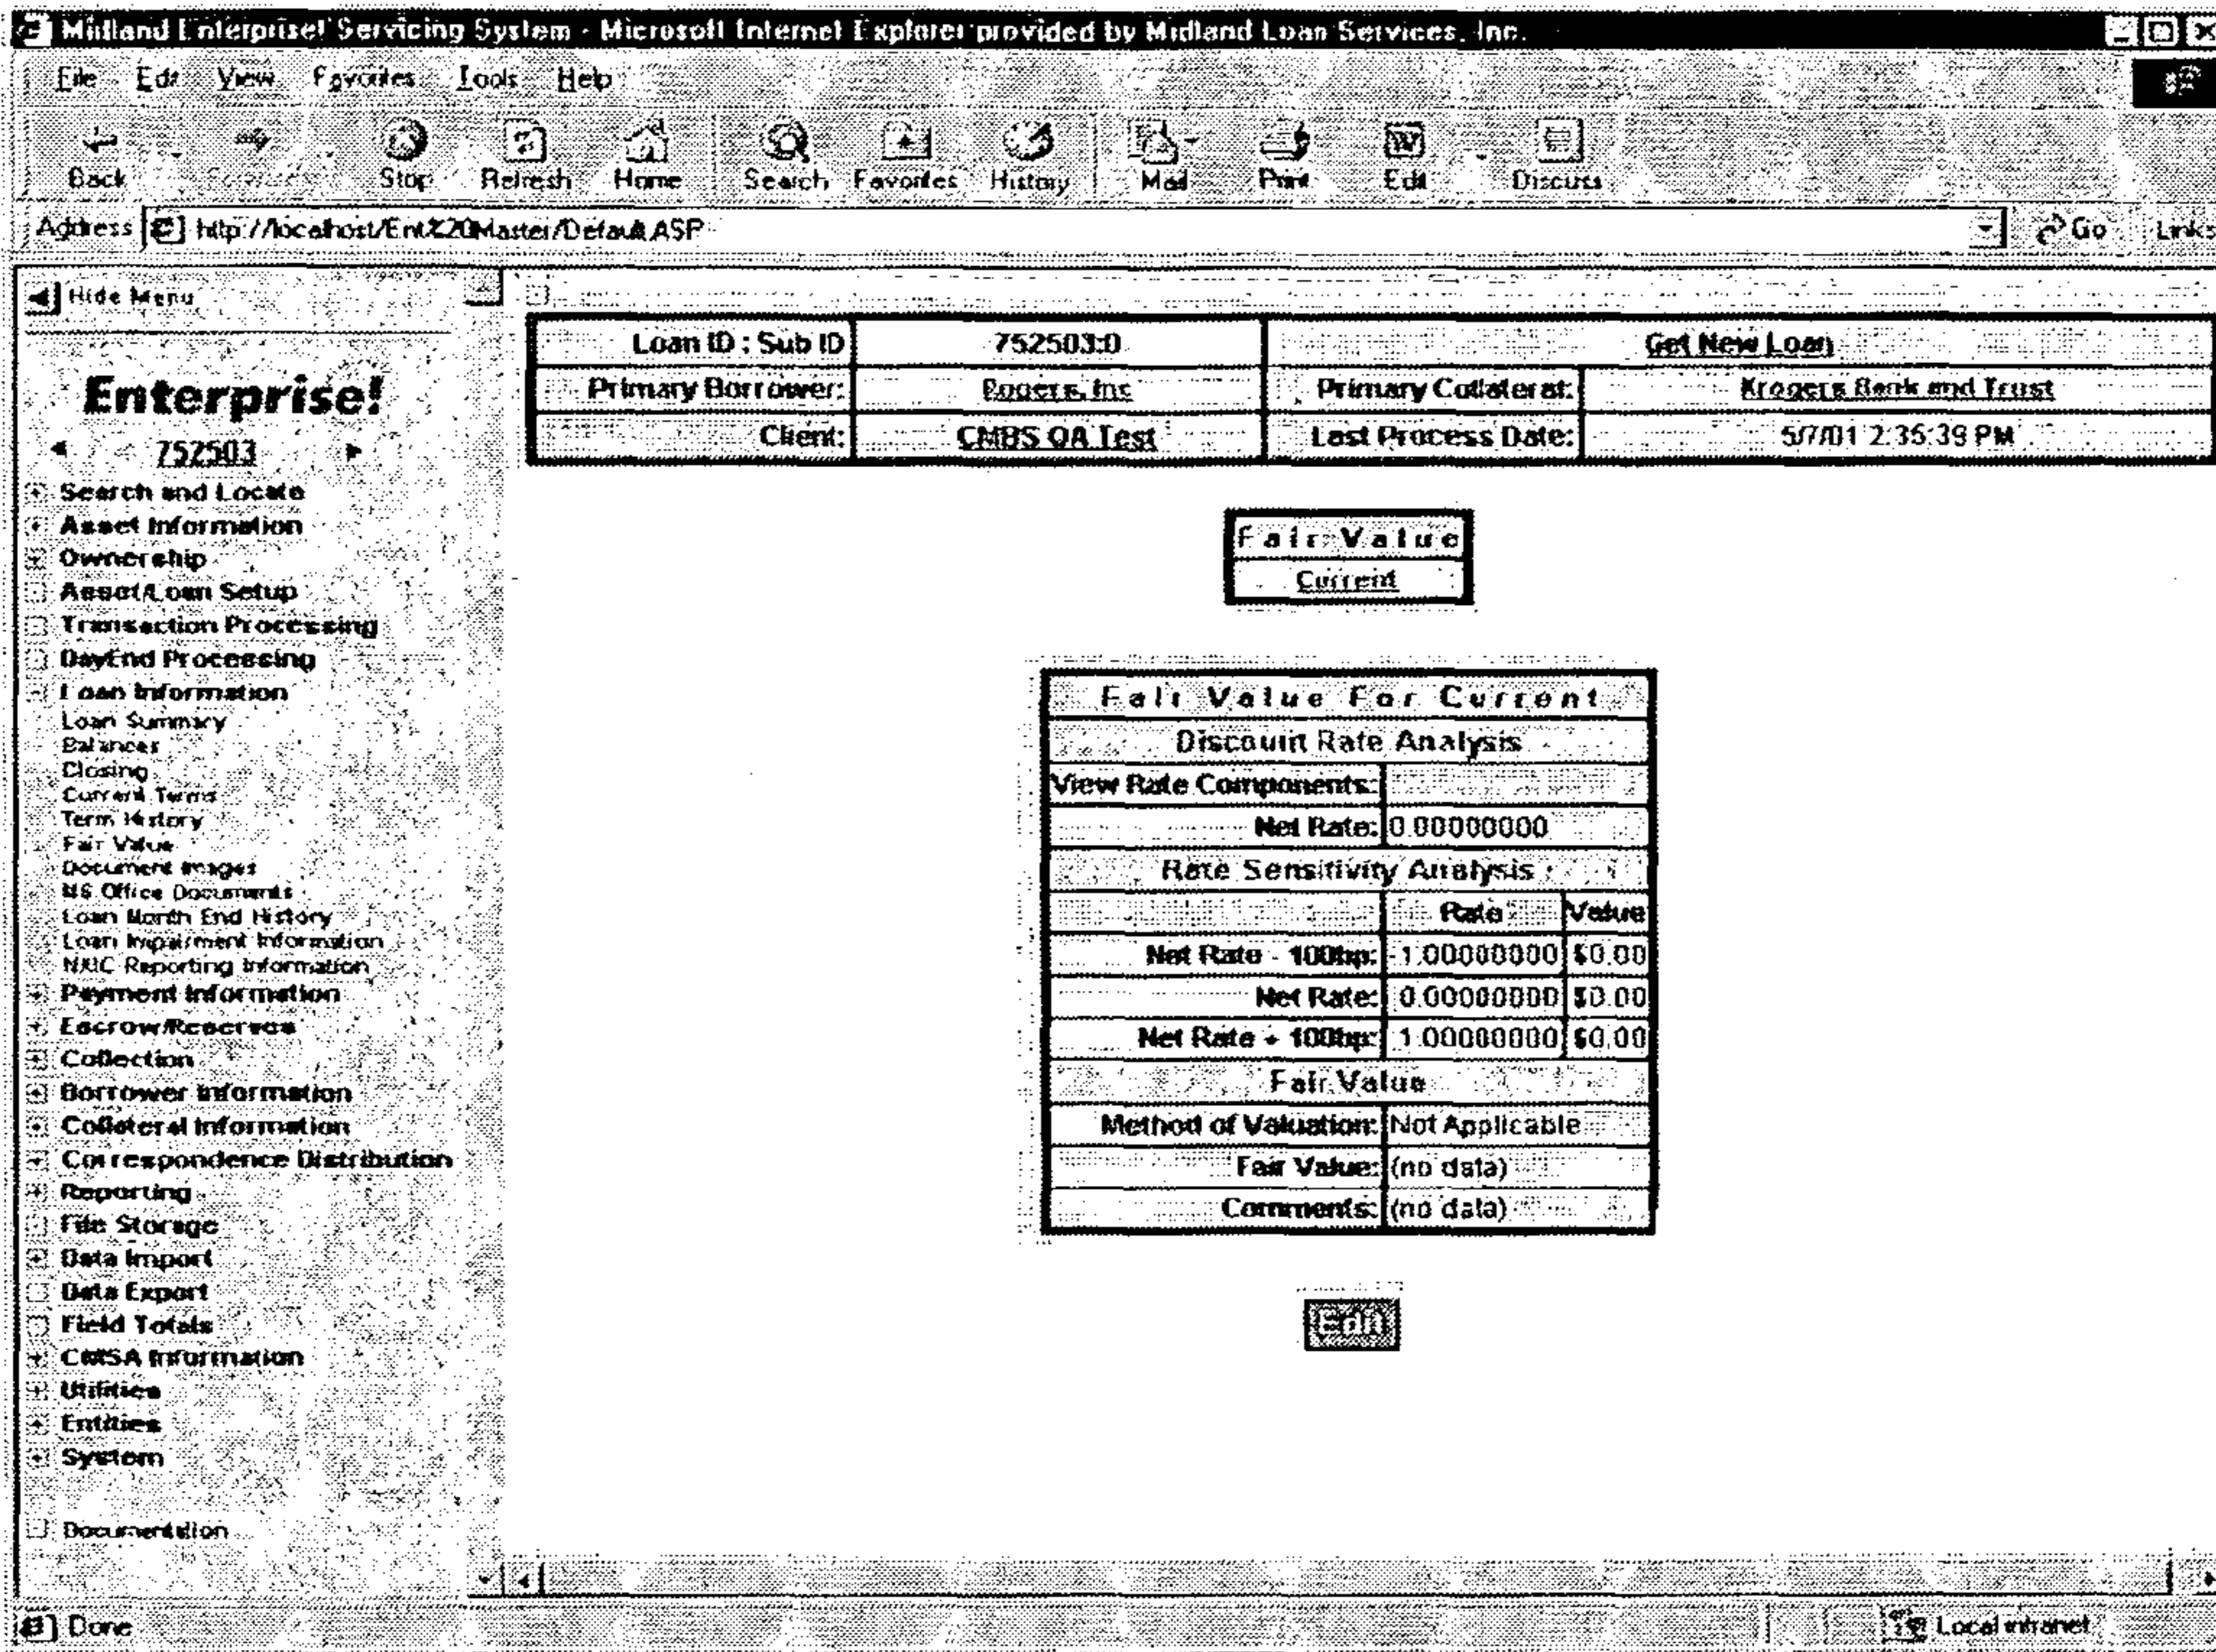 Midland Enterprise! Servicing System - Microsoft Internet Explorer provided by Midland Loan Services, Inc.
File Edit View Favorites Tools Help
Back Forward Stop Refresh Home Search Favorites History Mail Print Edit Discuss
Address http://localhost/Ent%20Master/Default.ASP Go Links
Hide Menu
Enterprise!
752503
Search and Locate
Asset Information
Ownership
Asset/Loan Setup
Transaction Processing
DayEnd Processing
Loan Information
Loan Summary
Balances
Closing
Current Terms
Term History
Fair Value
Document Images
MS Office Documents
Loan Month End History
Loan Impairment Information
NAIC Reporting Information
Payment Information
Escrow/Reserves
Collection
Borrower Information
Collateral Information
Correspondence Distribution
Reporting
File Storage
Data Import
Data Export
Field Totals
CMSA Information
Utilities
Entities
System
Documentation
Loan ID : Sub ID 752503:0 Get New Loan
Primary Borrower: Rogers, Inc Primary Collateral: Krogers Bank and Trust
Client: CMBS QA Test Last Process Date: 5/7/01 2:35:39 PM
Fair Value
Current
Fair Value For Current
Discount Rate Analysis
View Rate Components:
Net Rate: 0.00000000
Rate Sensitivity Analysis
Rate Value
Net Rate - 100bp: -1.00000000 $0.00
Net Rate: 0.00000000 $0.00
Net Rate + 100bp: 1.00000000 $0.00
Fair Value
Method of Valuation: Not Applicable
Fair Value: (no data)
Comments: (no data)
Edit
Done Local intranet